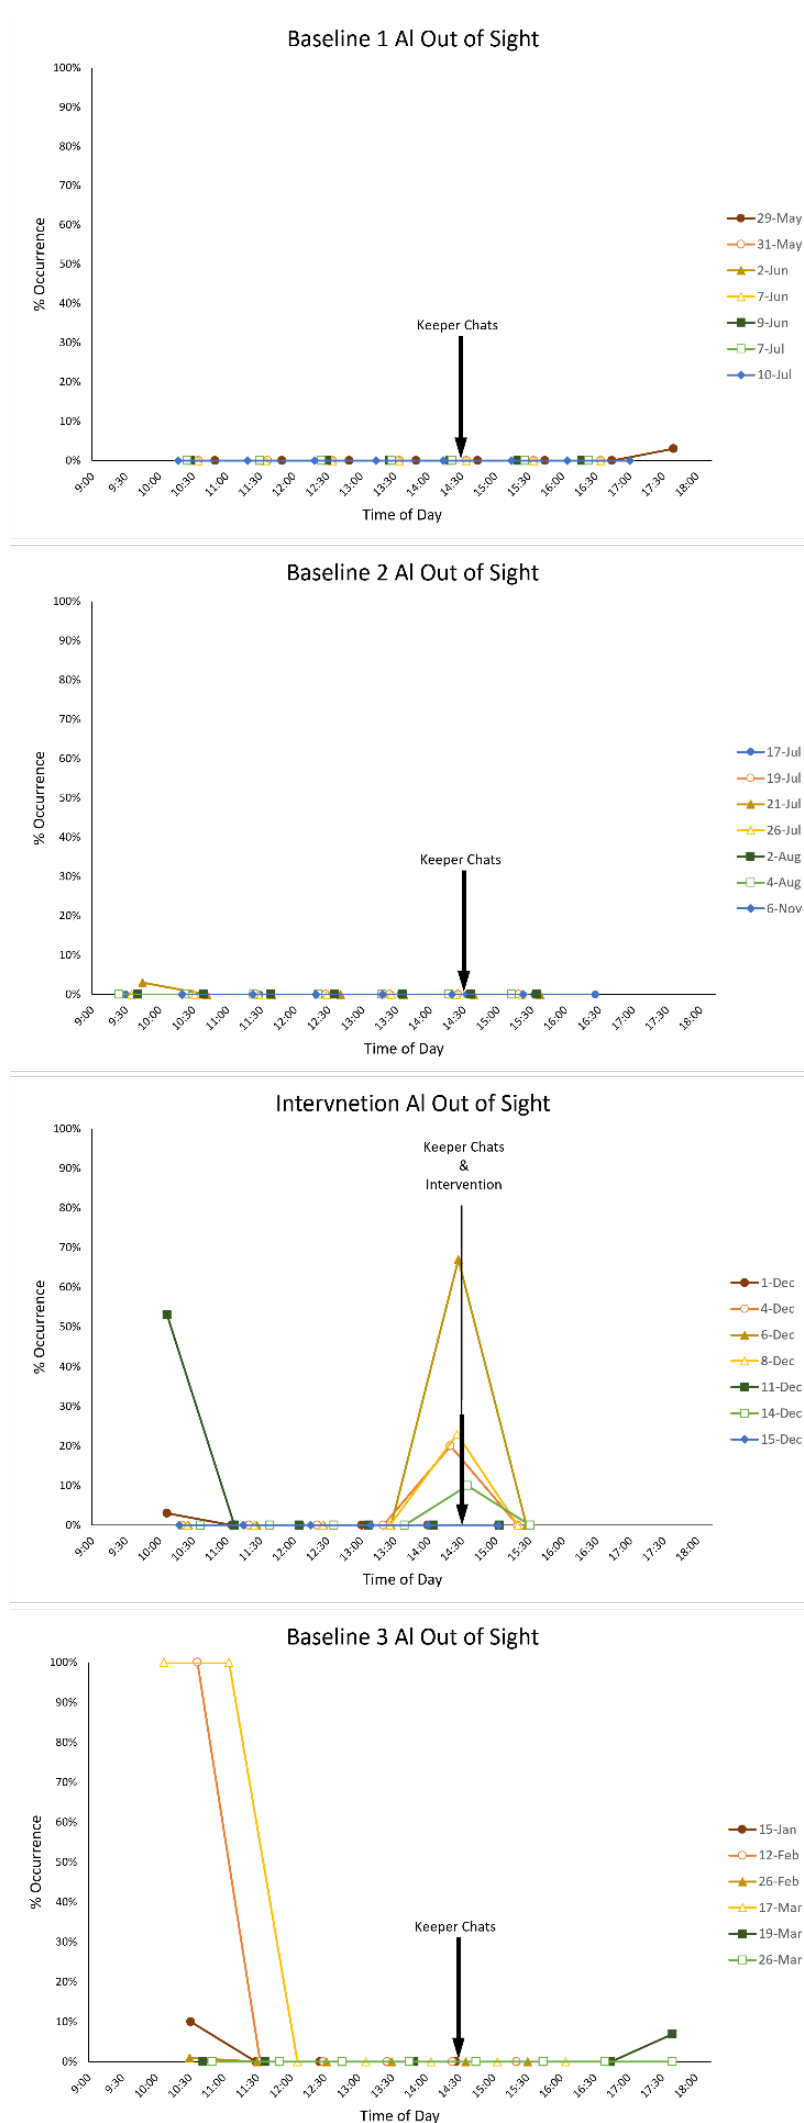 Baseline 1 Al Out of Sight
100%
90%
80%
70%
60%
50%
40%
30%
20%
10%
0%
% Occurrence
Keeper Chats
9:00 9:30 10:00 10:30 11:00 11:30 12:00 12:30 13:00 13:30 14:00 14:30 15:00 15:30 16:00 16:30 17:00 17:30 18:00
Time of Day
29-May
31-May
2-Jun
7-Jun
9-Jun
7-Jul
10-Jul
Baseline 2 Al Out of Sight
100%
90%
80%
70%
60%
50%
40%
30%
20%
10%
0%
% Occurrence
Keeper Chats
9:00 9:30 10:00 10:30 11:00 11:30 12:00 12:30 13:00 13:30 14:00 14:30 15:00 15:30 16:00 16:30 17:00 17:30 18:00
Time of Day
17-Jul
19-Jul
21-Jul
26-Jul
2-Aug
4-Aug
6-Nov
Intervnetion Al Out of Sight
100%
90%
80%
70%
60%
50%
40%
30%
20%
10%
0%
% Occurrence
Keeper Chats
&
Intervention
9:00 9:30 10:00 10:30 11:00 11:30 12:00 12:30 13:00 13:30 14:00 14:30 15:00 15:30 16:00 16:30 17:00 17:30 18:00
Time of Day
1-Dec
4-Dec
6-Dec
8-Dec
11-Dec
14-Dec
15-Dec
Baseline 3 Al Out of Sight
100%
90%
80%
70%
60%
50%
40%
30%
20%
10%
0%
% Occurrence
Keeper Chats
9:00 9:30 10:00 10:30 11:00 11:30 12:00 12:30 13:00 13:30 14:00 14:30 15:00 15:30 16:00 16:30 17:00 17:30 18:00
Time of Day
15-Jan
12-Feb
26-Feb
17-Mar
19-Mar
26-Mar